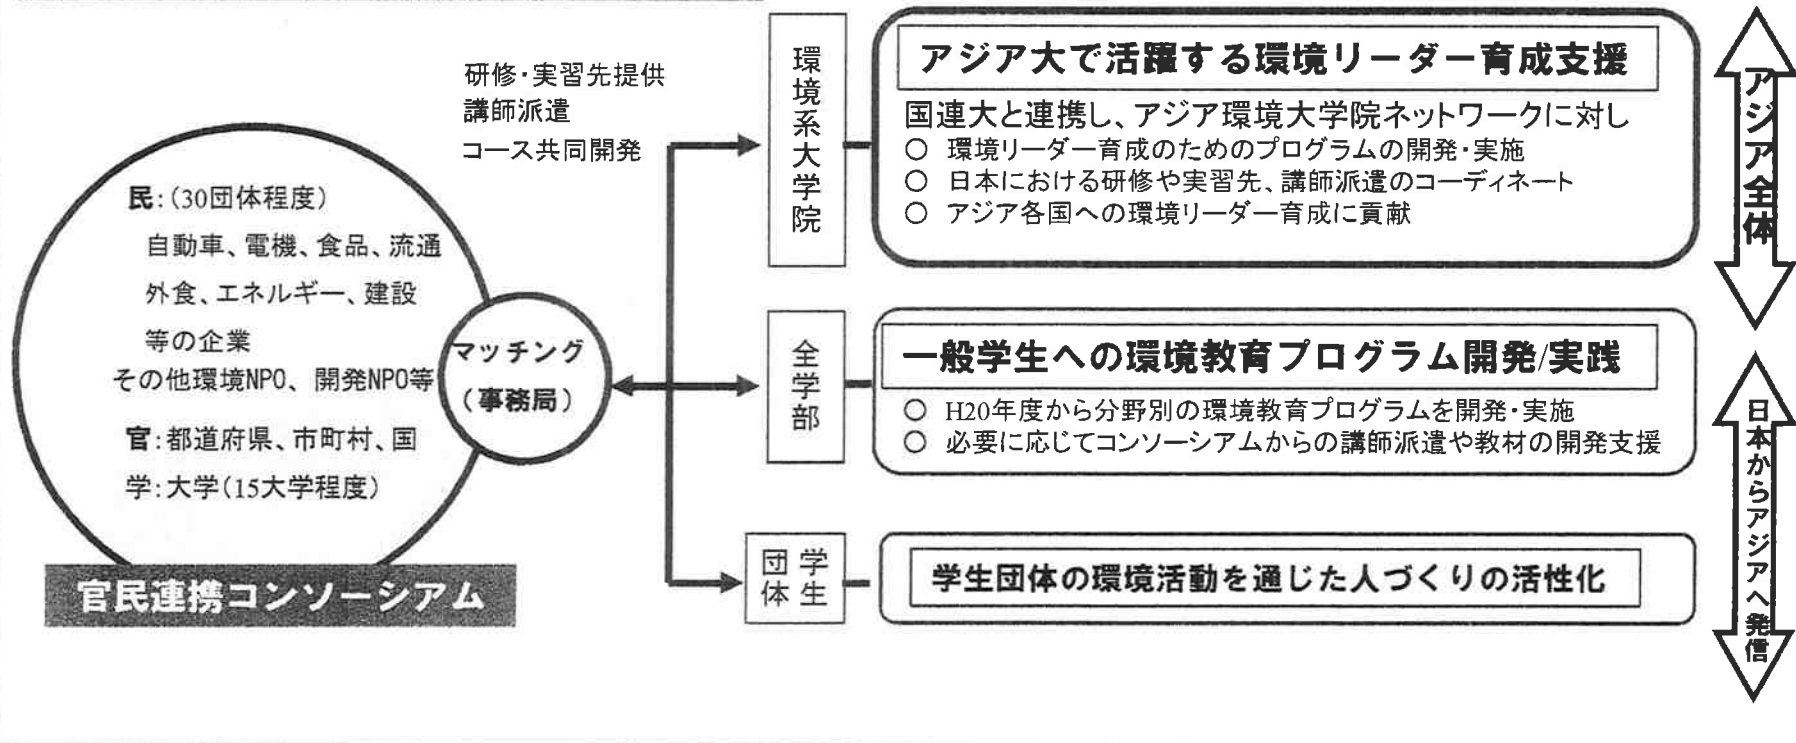 研修・実習先提供
講師派遣
コース共同開発
民：（30団体程度）
自動車、電機、食品、流通
外食、エネルギー、建設
等の企業
その他環境NPO、開発NPO等
官：都道府県、市町村、国
学：大学（15大学程度）
マッチング
（事務局）
官民連携コンソーシアム
環境系大学院
アジア大で活躍する環境リーダー育成支援
国連大と連携し、アジア環境大学院ネットワークに対し
○ 環境リーダー育成のためのプログラムの開発・実施
○ 日本における研修や実習先、講師派遣のコーディネート
○ アジア各国への環境リーダー育成に貢献
全学部
一般学生への環境教育プログラム開発/実践
○ H20年度から分野別の環境教育プログラムを開発・実施
○ 必要に応じてコンソーシアムからの講師派遣や教材の開発支援
学生
団体
学生団体の環境活動を通じた人づくりの活性化
アジア全体
日本からアジアへ発信